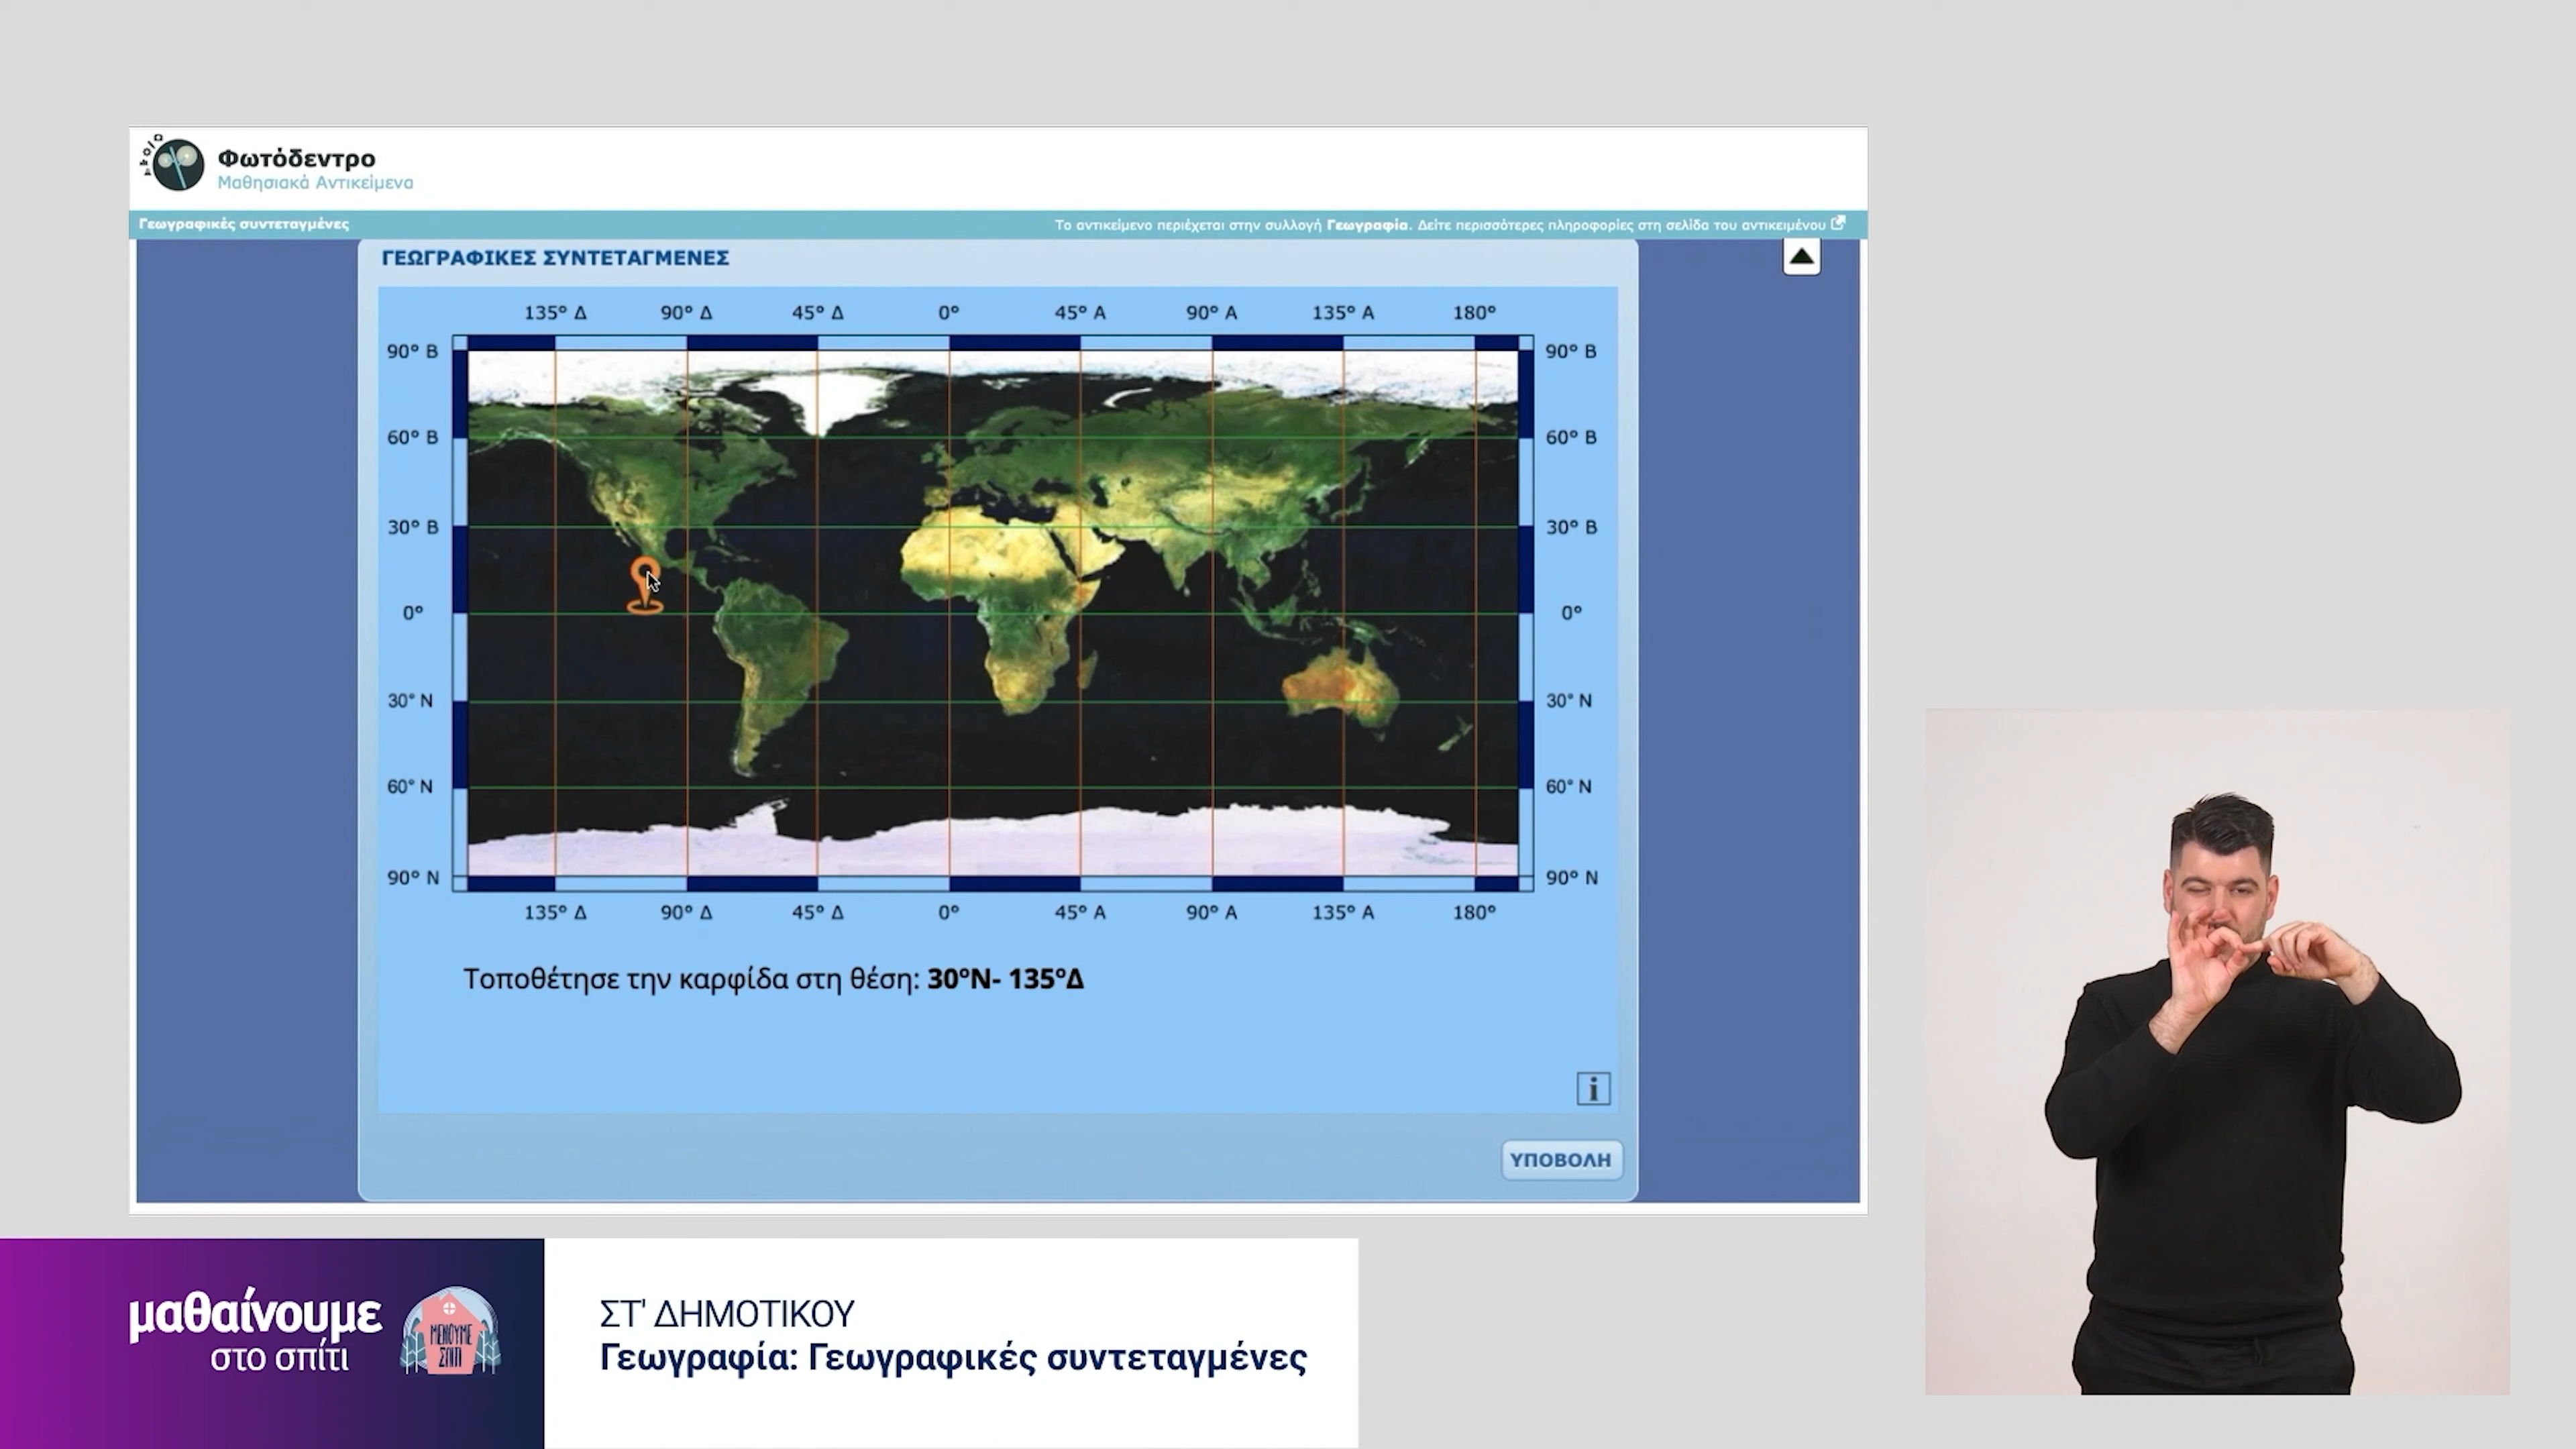 Φωτόδεντρο
Μαθησιακά Αντικείμενα
Γεωγραφικές συντεταγμένες
Το αντικείμενο περιέχεται στην συλλογή Γεωγραφία. Δείτε περισσότερες πληροφορίες στη σελίδα του αντικειμένου
ΓΕΩΓΡΑΦΙΚΕΣ ΣΥΝΤΕΤΑΓΜΕΝΕΣ
135° Δ 90° Δ 45° Δ 0° 45° Α 90° Α 135° Α 180°
90° Β 90° Β
60° Β 60° Β
30° Β 30° Β
0° 0°
30° Ν 30° Ν
60° Ν 60° Ν
90° Ν 90° Ν
135° Δ 90° Δ 45° Δ 0° 45° Α 90° Α 135° Α 180°
Τοποθέτησε την καρφίδα στη θέση: 30°Ν- 135°Δ
i
ΥΠΟΒΟΛΗ
μαθαίνουμε
στο σπίτι
ΜΕΝΟΥΜΕ
ΣΠΙΤΙ
ΣΤ' ΔΗΜΟΤΙΚΟΥ
Γεωγραφία: Γεωγραφικές συντεταγμένες